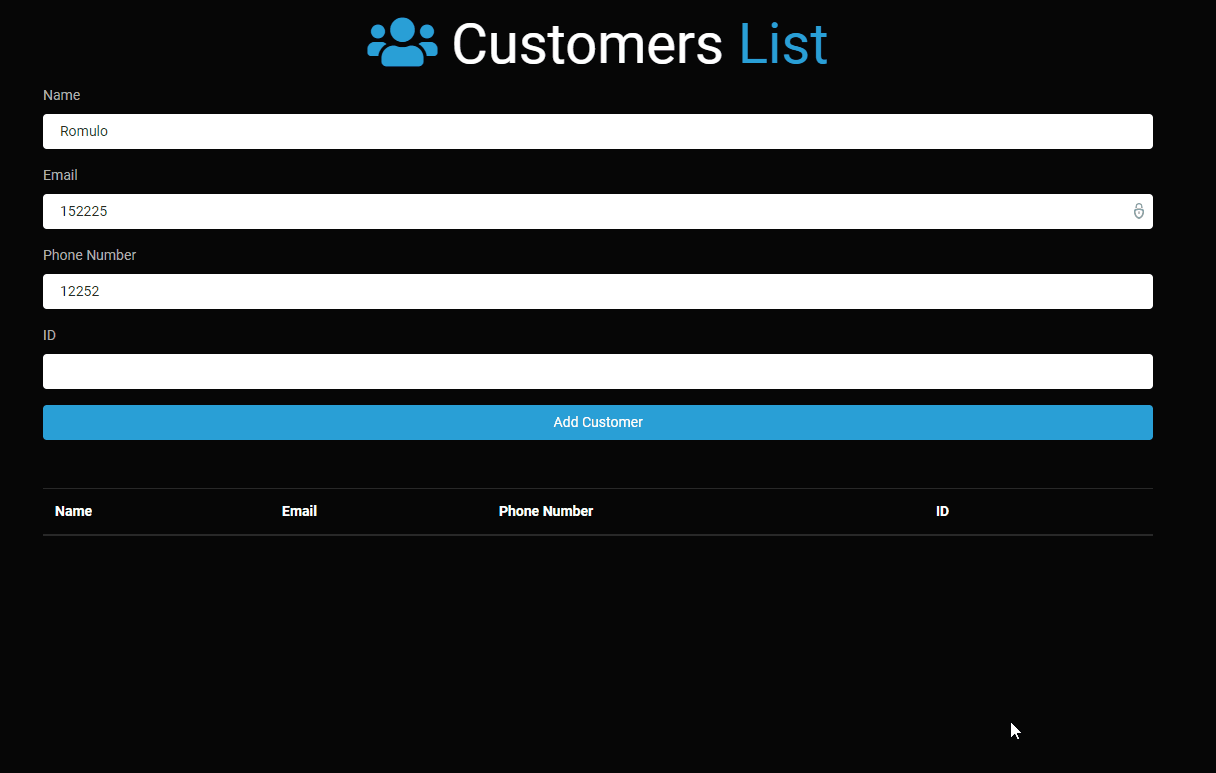 Customers List
Name
Romulo
Email
152225
Phone Number
12252
ID
Add Customer
Name Email Phone Number ID